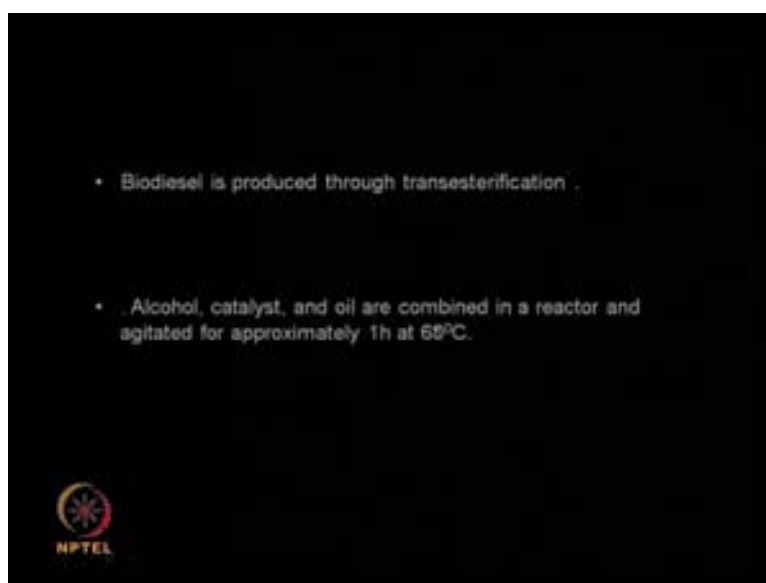 • Biodiesel is produced through transesterification .
• . Alcohol, catalyst, and oil are combined in a reactor and
agitated for approximately 1h at
NPTEL